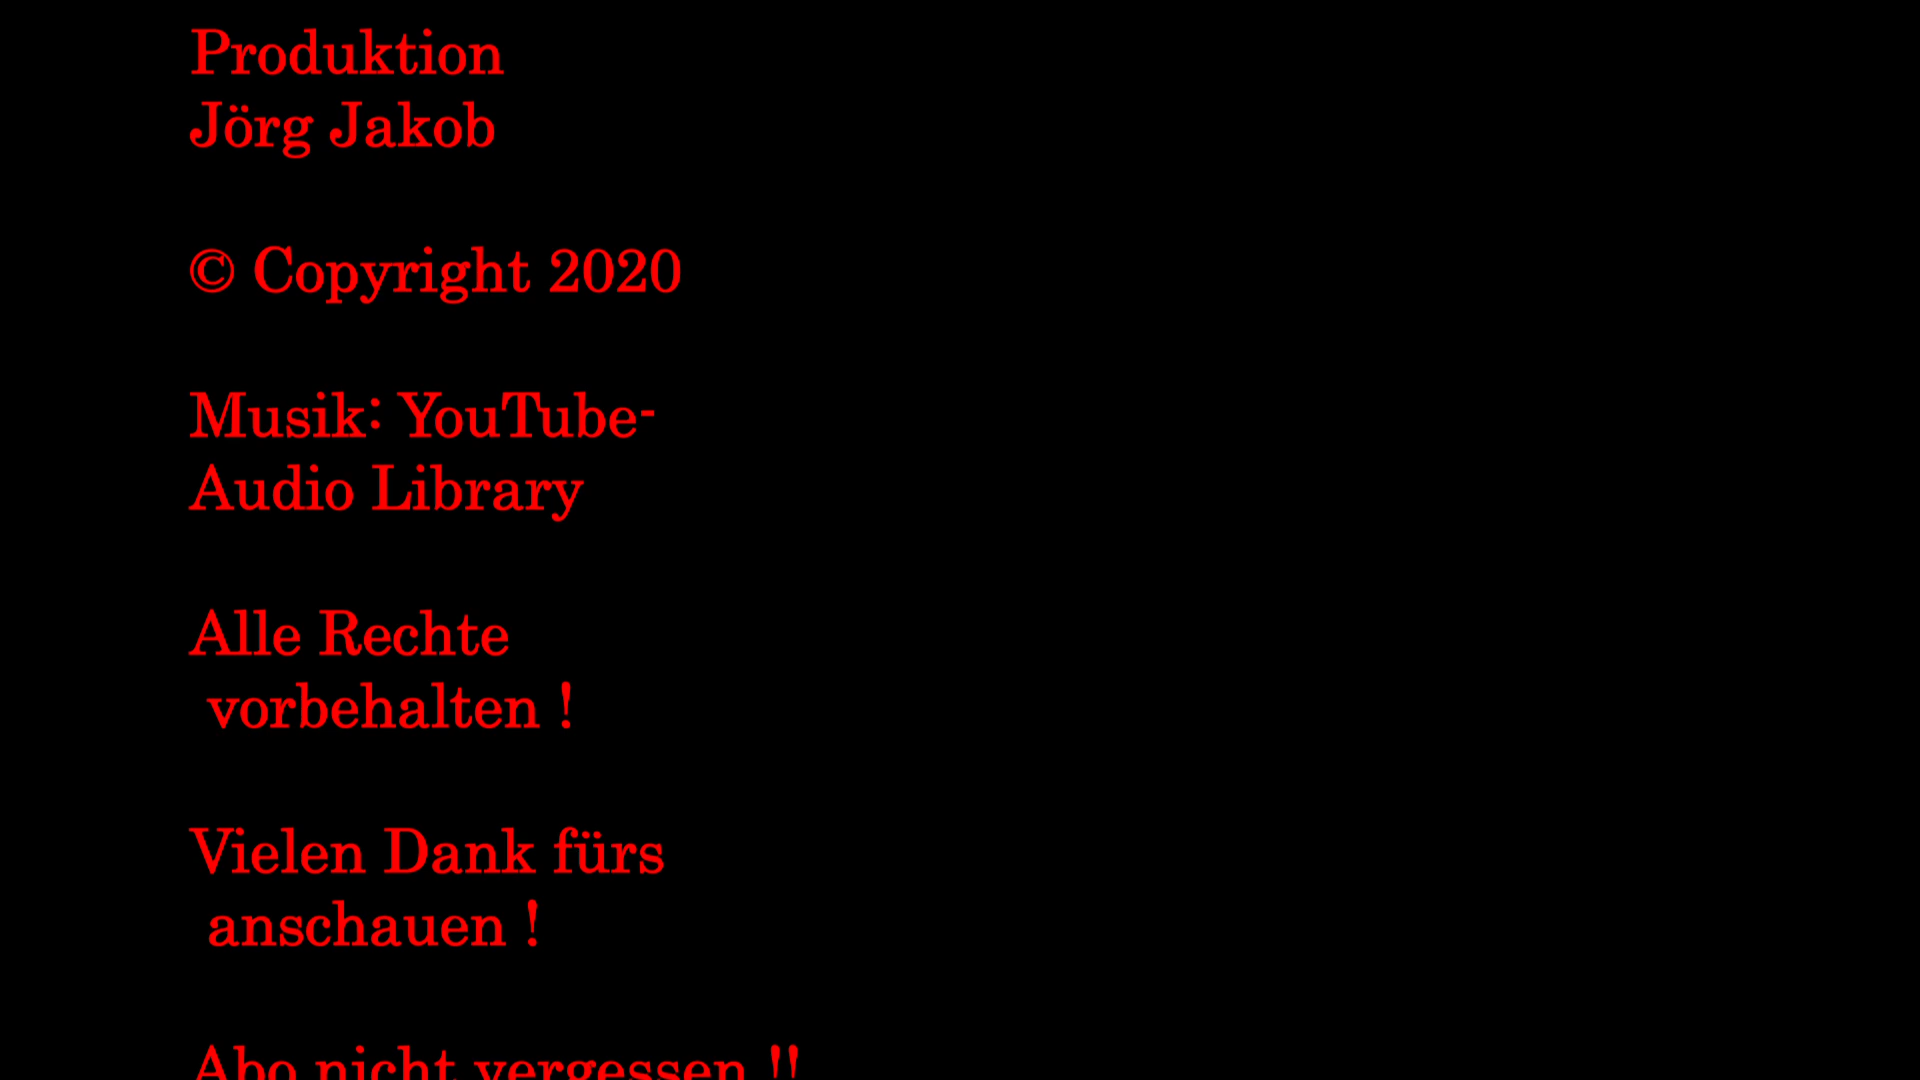 Produktion
Jörg Jakob
© Copyright 2020
Musik: YouTube-
Audio Library
Alle Rechte
vorbehalten !
Vielen Dank fürs
anschauen !
Abo nicht vergessen !!